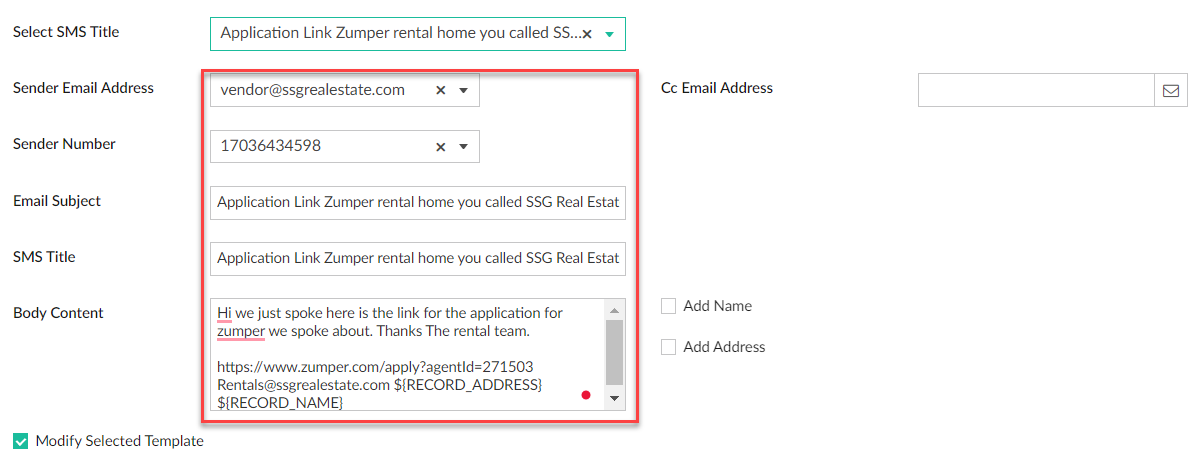 Select SMS Title
Application Link Zumper rental home you called SS...
Sender Email Address
vendor@ssgrealestate.com
Cc Email Address
Sender Number
17036434598
Email Subject
Application Link Zumper rental home you called SSG Real Estat
SMS Title
Application Link Zumper rental home you called SSG Real Estat
Body Content
Hi we just spoke here is the link for the application for
zumper we spoke about. Thanks The rental team.
https://www.zumper.com/apply?agentId=271503
Rentals@ssgrealestate.com ${RECORD_ADDRESS}
${RECORD_NAME}
Add Name
Add Address
Modify Selected Template